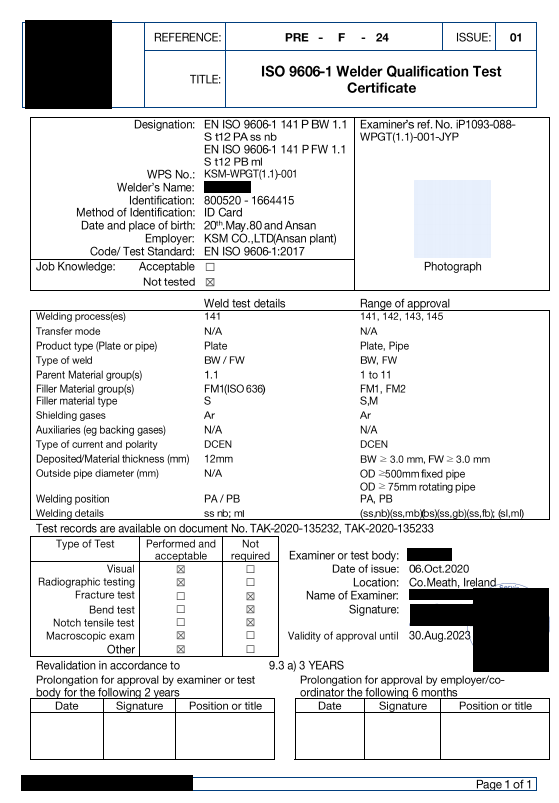 REFERENCE: PRE - F - 24 ISSUE: 01
TITLE: ISO 9606-1 Welder Qualification Test
Certificate
Designation: EN ISO 9606-1 141 P BW 1.1
S t12 PA ss nb
EN ISO 9606-1 141 P FW 1.1
S t12 PB ml
WPS No.: KSM-WPGT(1.1)-001
Welder's Name:
Identification: 800520 - 1664415
Method of Identification: ID Card
Date and place of birth: 20th.May.80 and Ansan
Employer: KSM CO.,LTD(Ansan plant)
Code/ Test Standard: EN ISO 9606-1:2017
Job Knowledge: Acceptable ☐
Not tested ☒
Examiner's ref. No. iP1093-088-
WPGT(1.1)-001-JYP
Photograph
Weld test details Range of approval
Welding process(es) 141 141, 142, 143, 145
Transfer mode N/A N/A
Product type (Plate or pipe) Plate Plate, Pipe
Type of weld BW / FW BW, FW
Parent Material group(s) 1.1 1 to 11
Filler Material group(s) FM1(ISO 636) FM1, FM2
Filler material type S S,M
Shielding gases Ar Ar
Auxiliaries (eg backing gases) N/A N/A
Type of current and polarity DCEN DCEN
Deposited/Material thickness (mm) 12mm BW ≥ 3.0 mm, FW ≥ 3.0 mm
Outside pipe diameter (mm) N/A OD ≥500mm fixed pipe
OD ≥ 75mm rotating pipe
Welding position PA / PB PA, PB
Welding details ss nb; ml (ss,nb)(ss,mb)(bs)(ss,gb)(ss,fb); (sl,ml)
Test records are available on document No. TAK-2020-135232, TAK-2020-135233
Type of Test Performed and acceptable Not required
Visual ☒ ☐
Radiographic testing ☒ ☐
Fracture test ☐ ☒
Bend test ☐ ☒
Notch tensile test ☐ ☒
Macroscopic exam ☒ ☐
Other ☒ ☐
Examiner or test body:
Date of issue: 06.Oct.2020
Location: Co.Meath, Ireland
Name of Examiner:
Signature:
Validity of approval until 30.Aug.2023
Revalidation in accordance to 9.3 a) 3 YEARS
Prolongation for approval by examiner or test
body for the following 2 years
Date Signature Position or title
Prolongation for approval by employer/co-
ordinator the following 6 months
Date Signature Position or title
Page 1 of 1